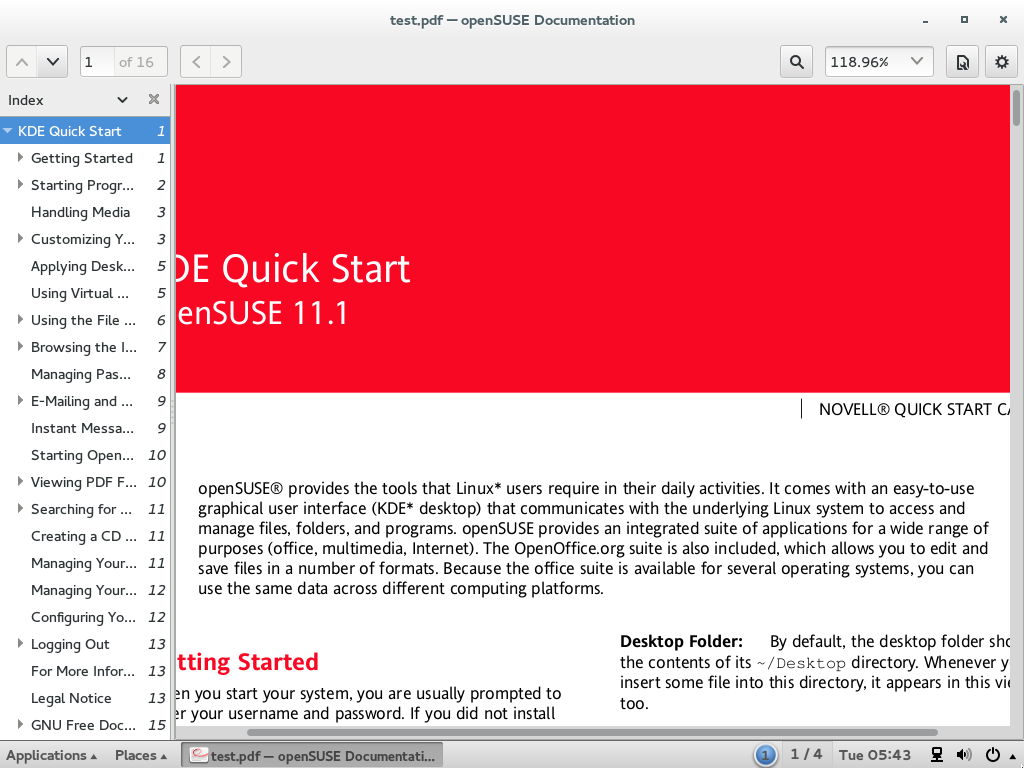 test.pdf — openSUSE Documentation
1 of 16
118.96%
Index
KDE Quick Start 1
Getting Started 1
Starting Progr... 2
Handling Media 3
Customizing Y... 3
Applying Desk... 5
Using Virtual ... 5
Using the File ... 6
Browsing the I... 7
Managing Pas... 8
E-Mailing and ... 9
Instant Messa... 9
Starting Open... 10
Viewing PDF F... 10
Searching for ... 11
Creating a CD ... 11
Managing Your... 11
Managing Your... 12
Configuring Yo... 12
Logging Out 13
For More Infor... 13
Legal Notice 13
GNU Free Doc... 15
DE Quick Start
enSUSE 11.1
NOVELL® QUICK START CA
openSUSE® provides the tools that Linux* users require in their daily activities. It comes with an easy-to-use
graphical user interface (KDE* desktop) that communicates with the underlying Linux system to access and
manage files, folders, and programs. openSUSE provides an integrated suite of applications for a wide range of
purposes (office, multimedia, Internet). The OpenOffice.org suite is also included, which allows you to edit and
save files in a number of formats. Because the office suite is available for several operating systems, you can
use the same data across different computing platforms.
tting Started
en you start your system, you are usually prompted to
er your username and password. If you did not install
Desktop Folder: By default, the desktop folder sho
the contents of its ~/Desktop directory. Whenever y
insert some file into this directory, it appears in this vie
too.
Applications Places test.pdf — openSUSE Documentati... 1 1 / 4 Tue 05:43